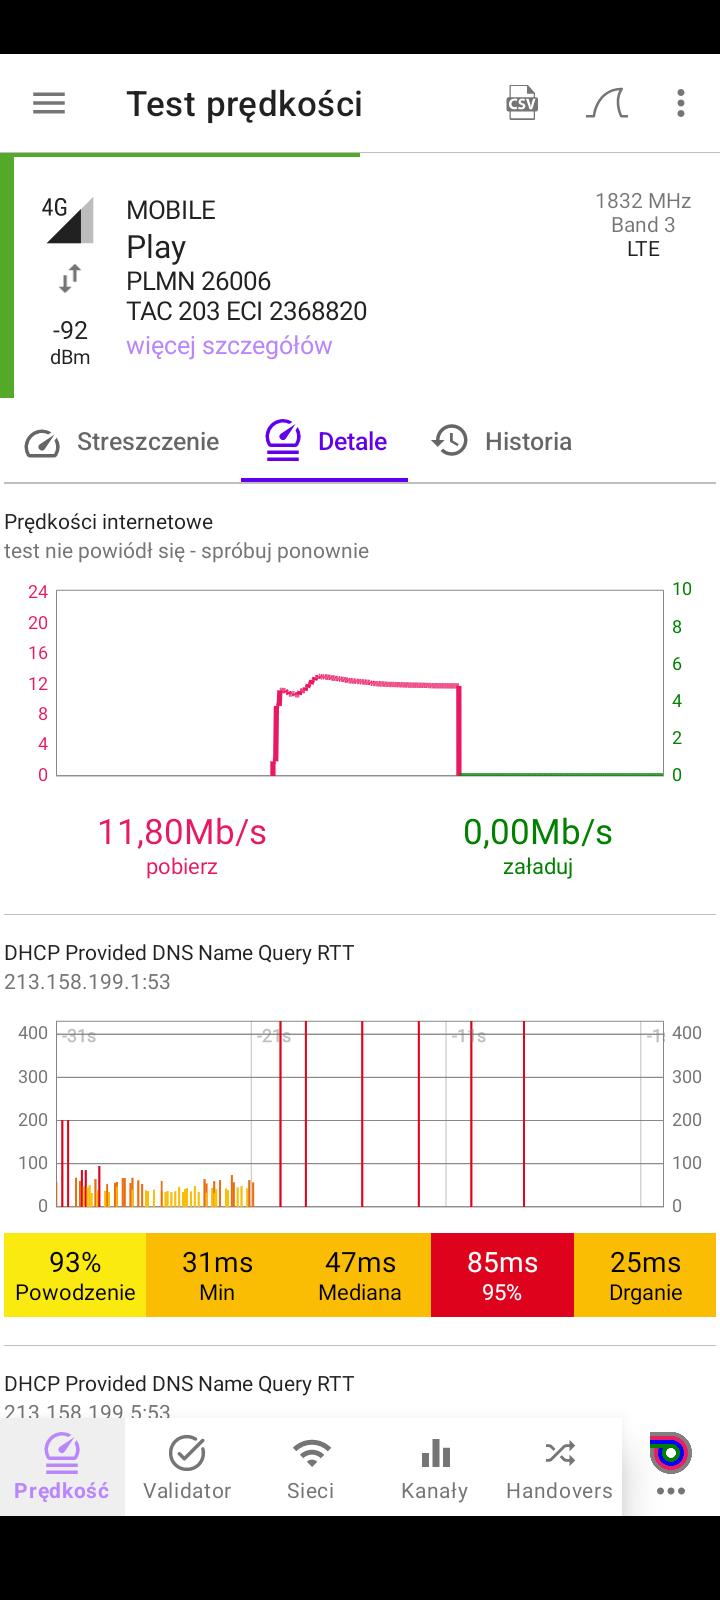 Test prędkości
CSV
4G
MOBILE
Play
PLMN 26006
TAC 203 ECI 2368820
więcej szczegółów
-92
dBm
1832 MHz
Band 3
LTE
Streszczenie
Detale
Historia
Prędkości internetowe
test nie powiódł się - spróbuj ponownie
24
20
16
12
8
4
0
10
8
6
4
2
0
11,80Mb/s
pobierz
0,00Mb/s
załaduj
DHCP Provided DNS Name Query RTT
213.158.199.1:53
400
300
200
100
0
-31s
-21s
-11s
-1s
400
300
200
100
0
93%
Powodzenie
31ms
Min
47ms
Mediana
85ms
95%
25ms
Drganie
DHCP Provided DNS Name Query RTT
213.158.199.5:53
Prędkość
Validator
Sieci
Kanały
Handovers